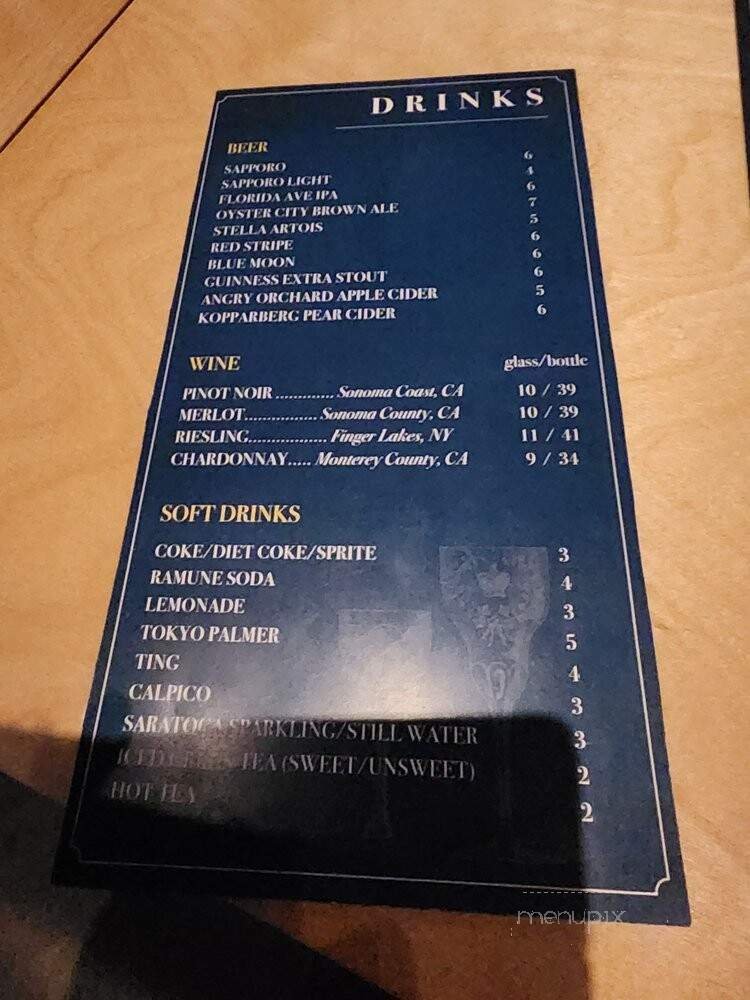 DRINKS
BEER
SAPPORO 6
SAPPORO LIGHT 4
FLORIDA AVE IPA 6
OYSTER CITY BROWN ALE 7
STELLA ARTOIS 5
RED STRIPE 6
BLUE MOON 6
GUINNESS EXTRA STOUT 6
ANGRY ORCHARD APPLE CIDER 5
KOPPARBERG PEAR CIDER 6
WINE glass/bottle
PINOT NOIR ............. Sonoma Coast, CA 10 / 39
MERLOT................ Sonoma County, CA 10 / 39
RIESLING................. Finger Lakes, NY 11 / 41
CHARDONNAY..... Monterey County, CA 9 / 34
SOFT DRINKS
COKE/DIET COKE/SPRITE 3
RAMUNE SODA 4
LEMONADE 3
TOKYO PALMER 5
TING 4
CALPICO 3
SARATOGA SPARKLING/STILL WATER 3
ICED GREEN TEA (SWEET/UNSWEET) 2
HOT TEA 2
menupix